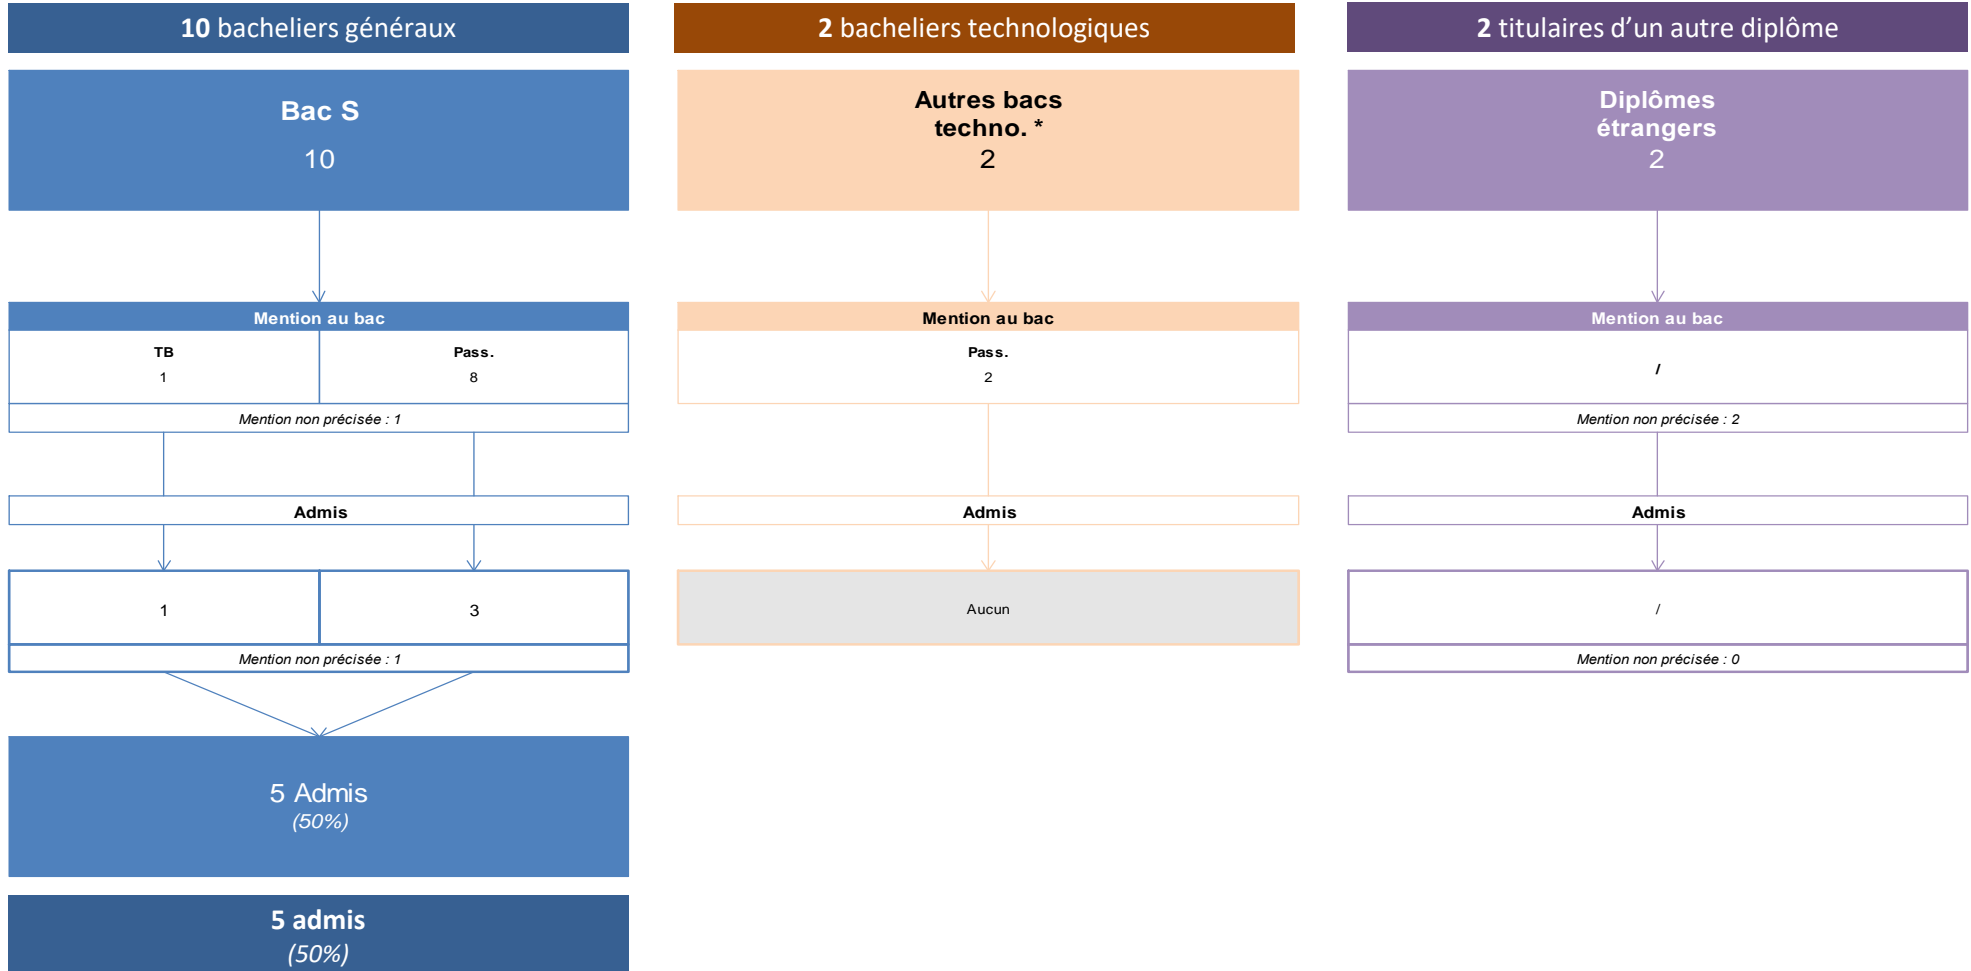 10 bacheliers généraux
Bac S
10
Mention au bac
TB
Pass.
1
8
Mention non précisée : 1
Admis
1
3
Mention non précisée : 1
5 Admis
(50%)
5 admis
(50%)
2 bacheliers technologiques
Autres bacs
techno. *
2
Mention au bac
Pass.
2
Admis
Aucun
2 titulaires d’un autre diplôme
Diplômes
étrangers
2
Mention au bac
/
Mention non précisée : 2
Admis
/
Mention non précisée : 0